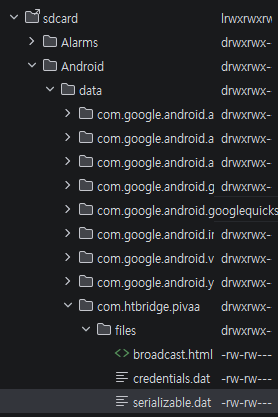 sdcard lrwxrwxrw
Alarms drwxrwx-
Android drwxrwx-
data drwxrwx-
com.google.android.a drwxrwx-
com.google.android.a drwxrwx-
com.google.android.a drwxrwx-
com.google.android.g drwxrwx-
com.google.android.googlequicks
com.google.android.ir drwxrwx-
com.google.android.v drwxrwx-
com.google.android.y drwxrwx-
com.htbridge.pivaa drwxrwx-
files drwxrwx-
<> broadcast.html -rw-rw---
credentials.dat -rw-rw---
serializable.dat -rw-rw---